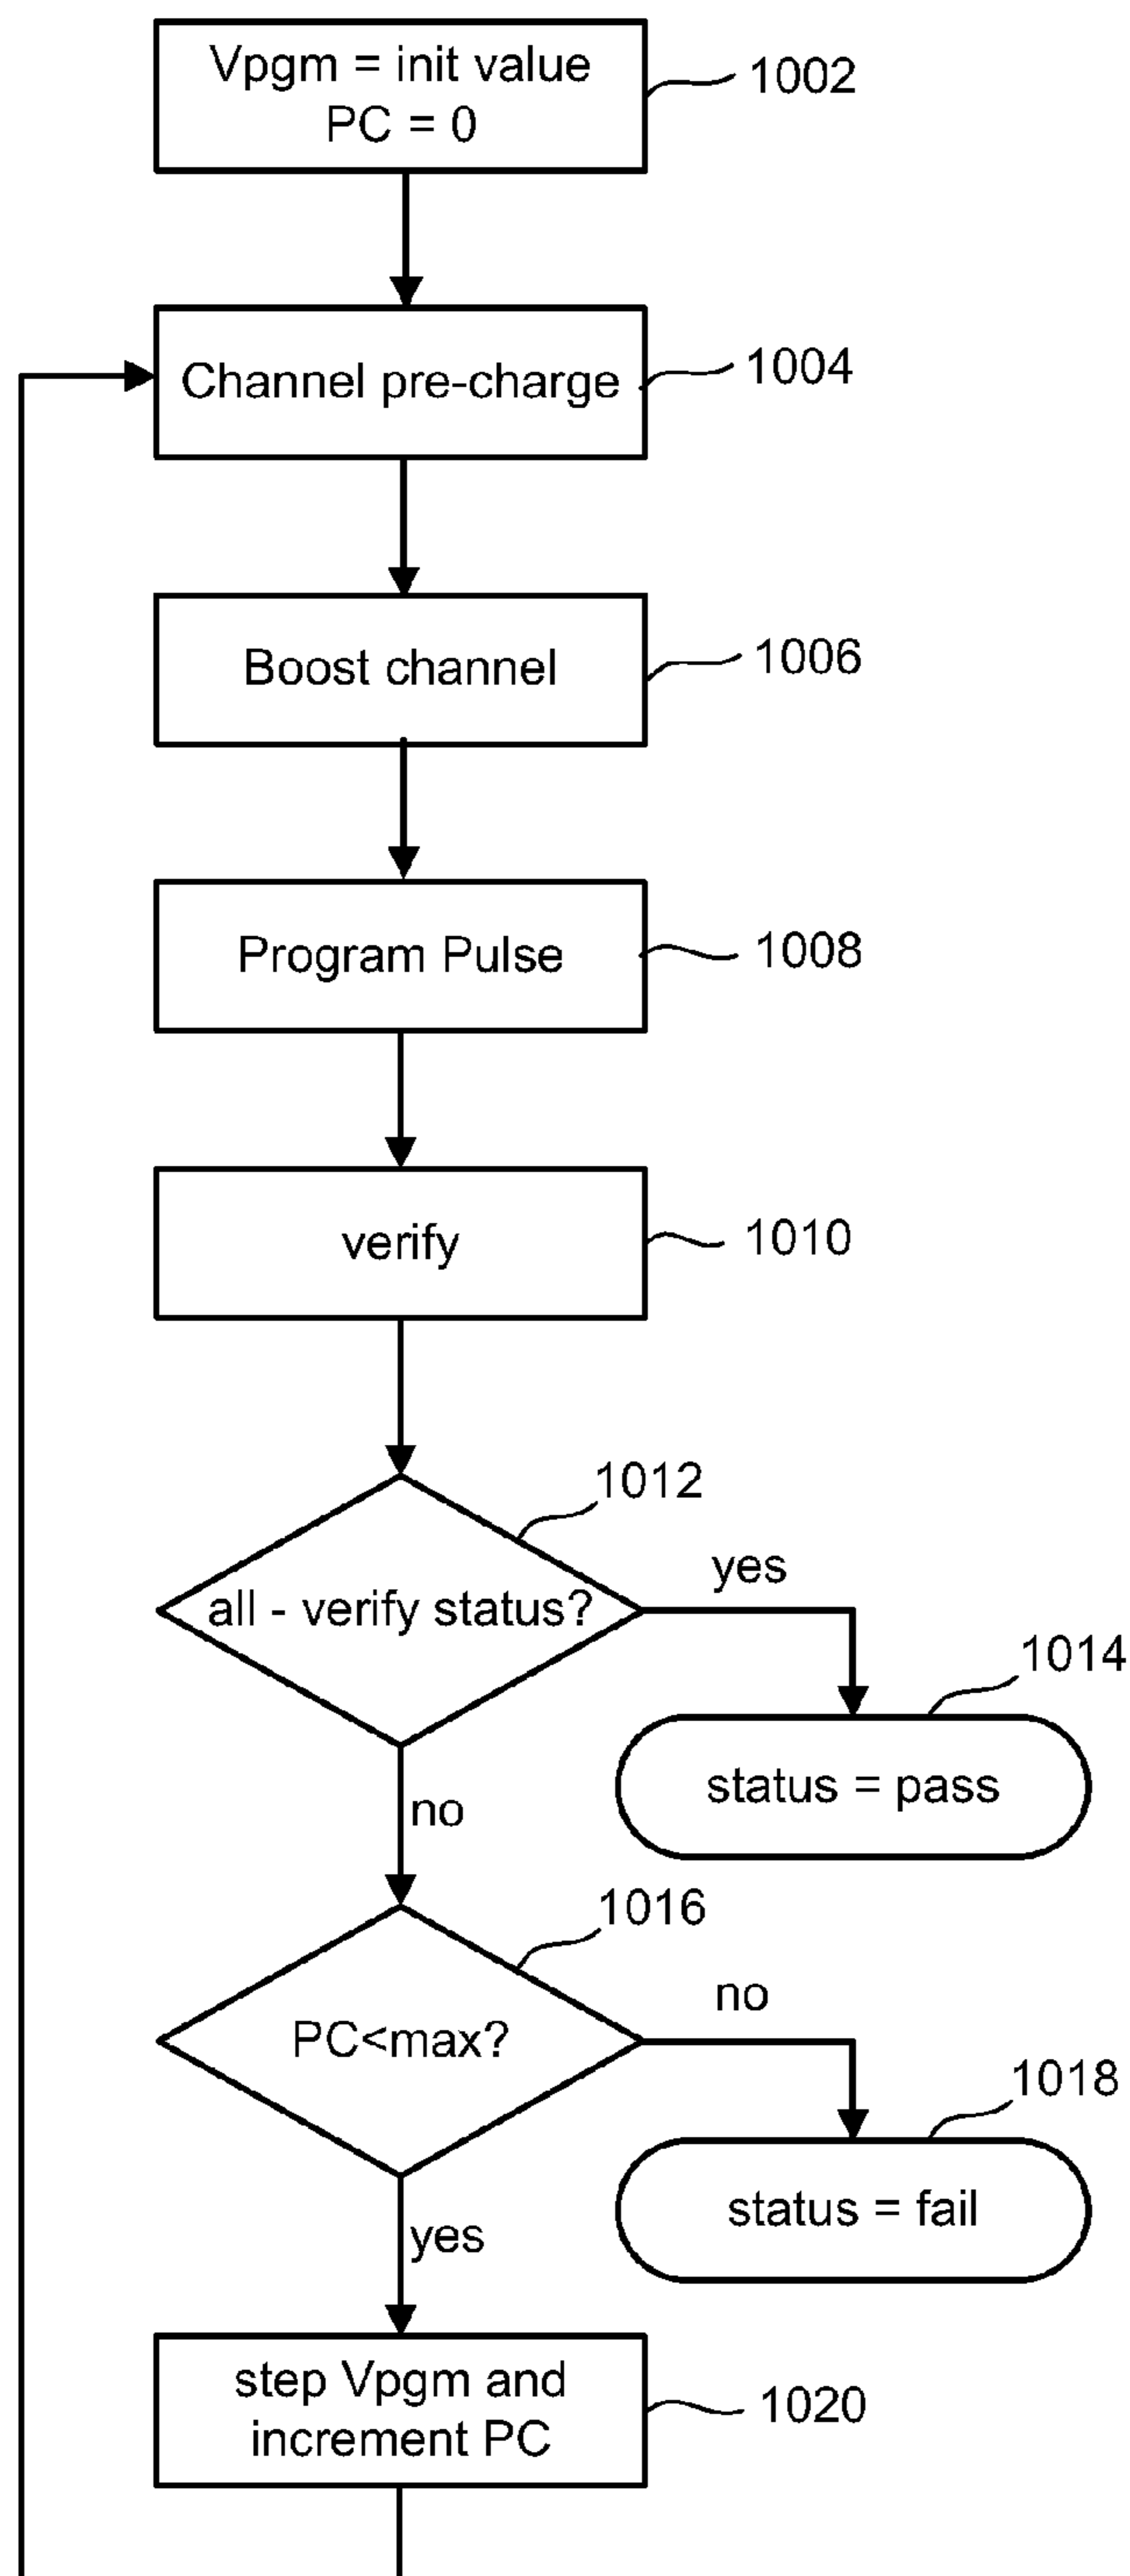 Vpgm = init value
PC = 0
1002
Channel pre-charge
1004
Boost channel
1006
Program Pulse
1008
verify
1010
1012
all - verify status?
yes
1014
status = pass
no
1016
PC<max?
no
1018
status = fail
yes
step Vpgm and
increment PC
1020